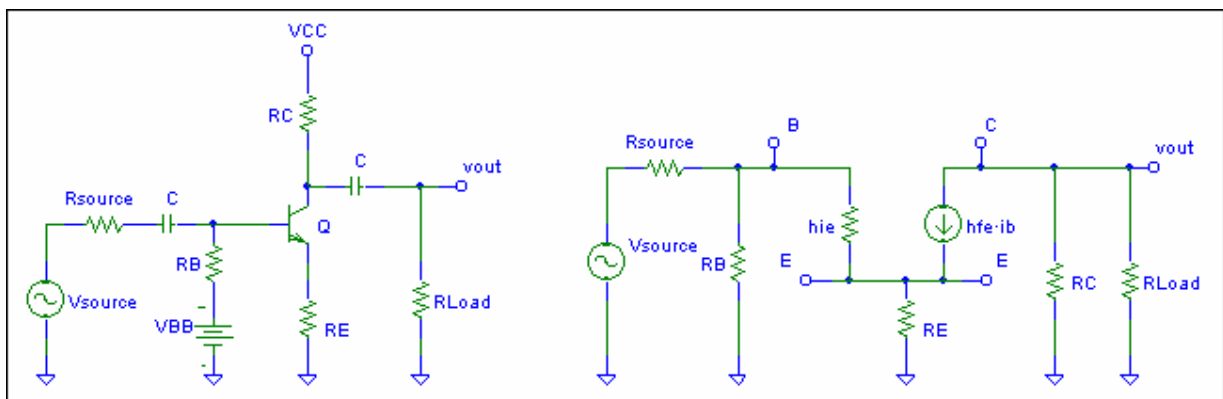 VCC
RC
C
vout
Rsource
C
Q
RB
Vsource
RLoad
VBB
RE
B
C
Rsource
vout
hie
hfe-ib
Vsource
RB
E
E
RC
RLoad
RE